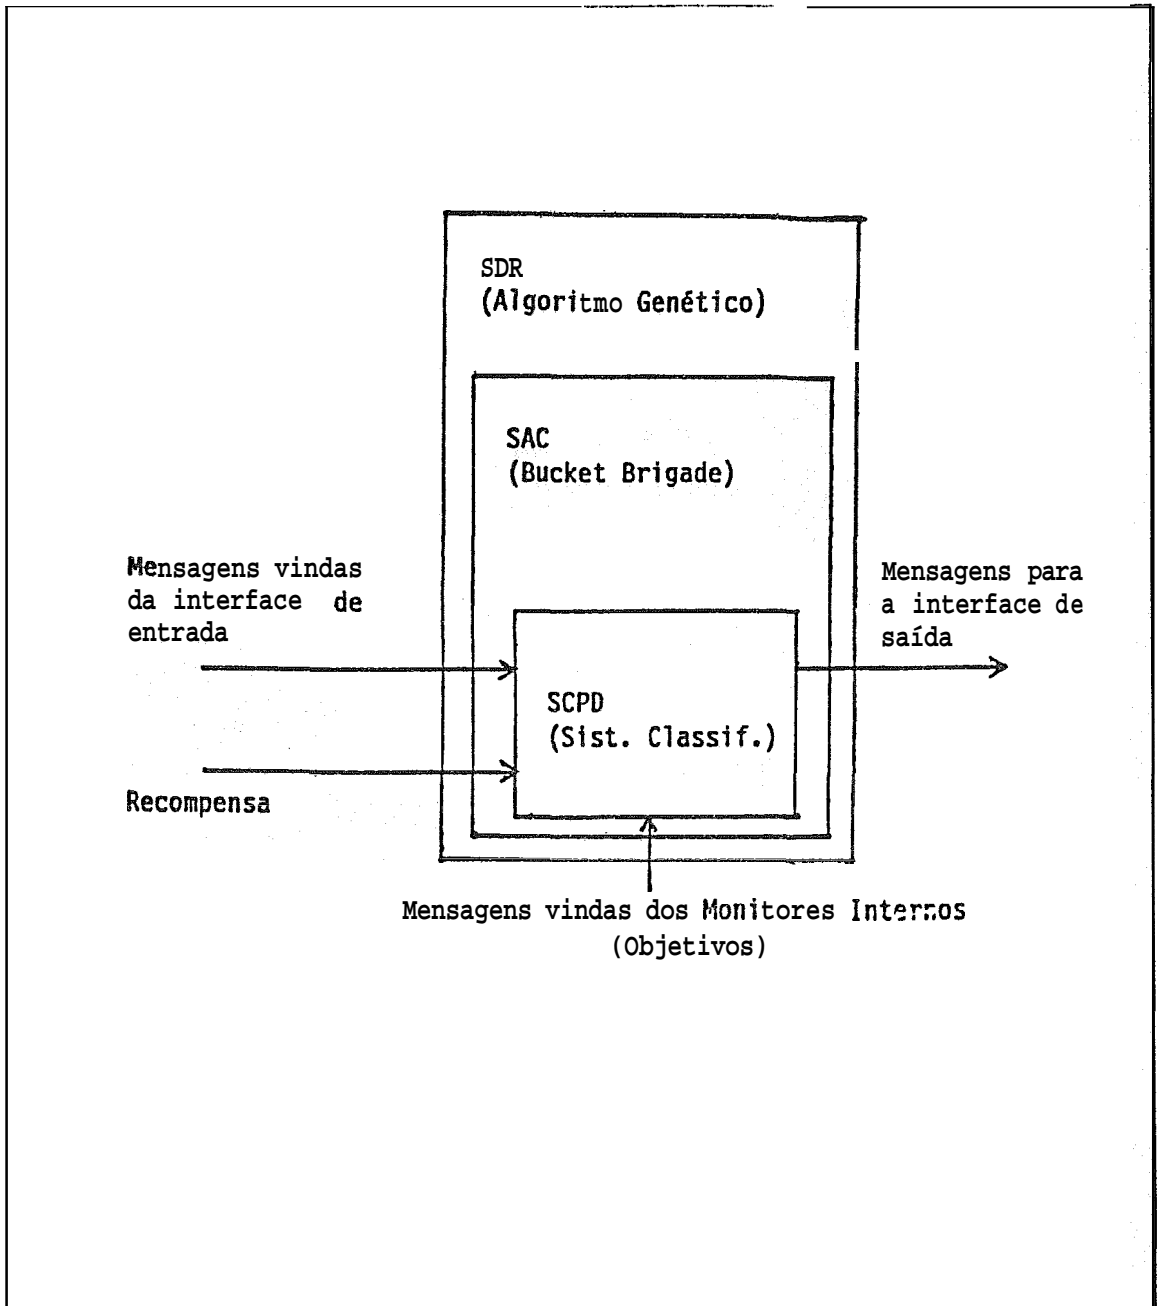 SDR
(Algoritmo Genético)
SAC
(Bucket Brigade)
Mensagens vindas
da interface de
entrada
Mensagens para
a interface de
saída
SCPD
(Sist. Classif.)
Recompensa
Mensagens vindas dos Monitores Internos
(Objetivos)